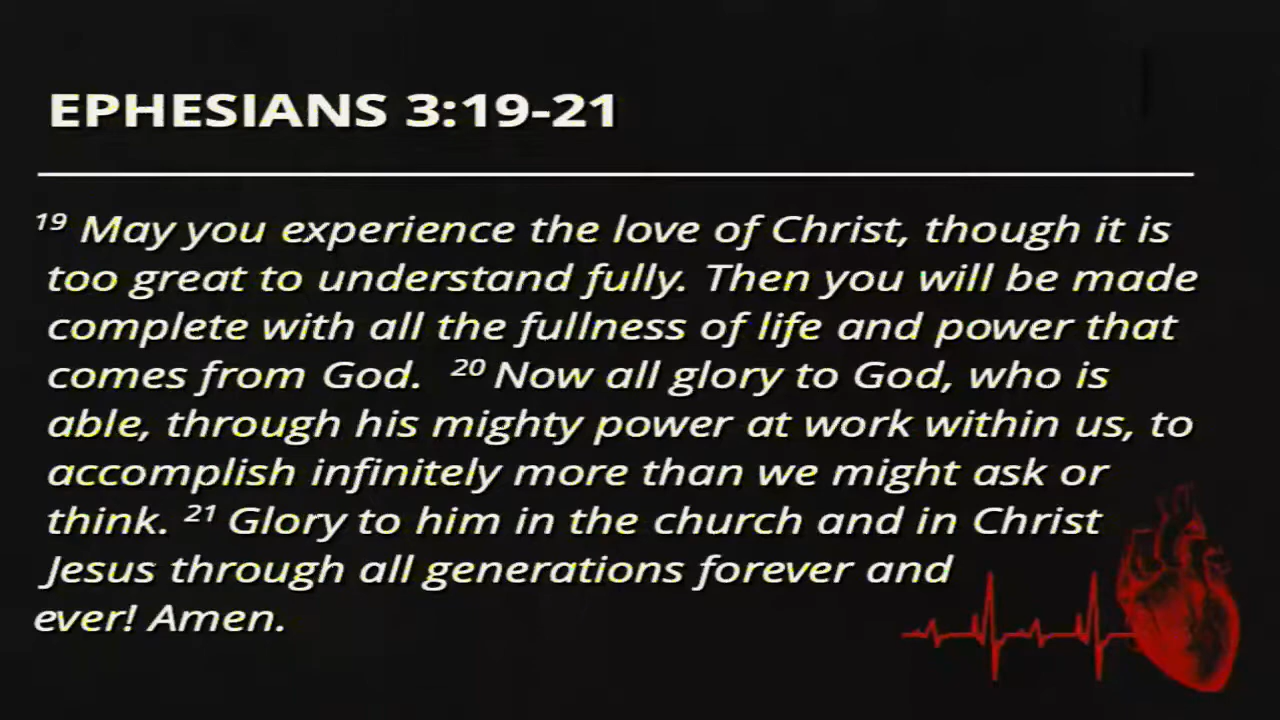 EPHESIANS 3:19-21
¹⁹ May you experience the love of Christ, though it is
too great to understand fully. Then you will be made
complete with all the fullness of life and power that
comes from God. ²⁰ Now all glory to God, who is
able, through his mighty power at work within us, to
accomplish infinitely more than we might ask or
think. ²¹ Glory to him in the church and in Christ
Jesus through all generations forever and
ever! Amen.